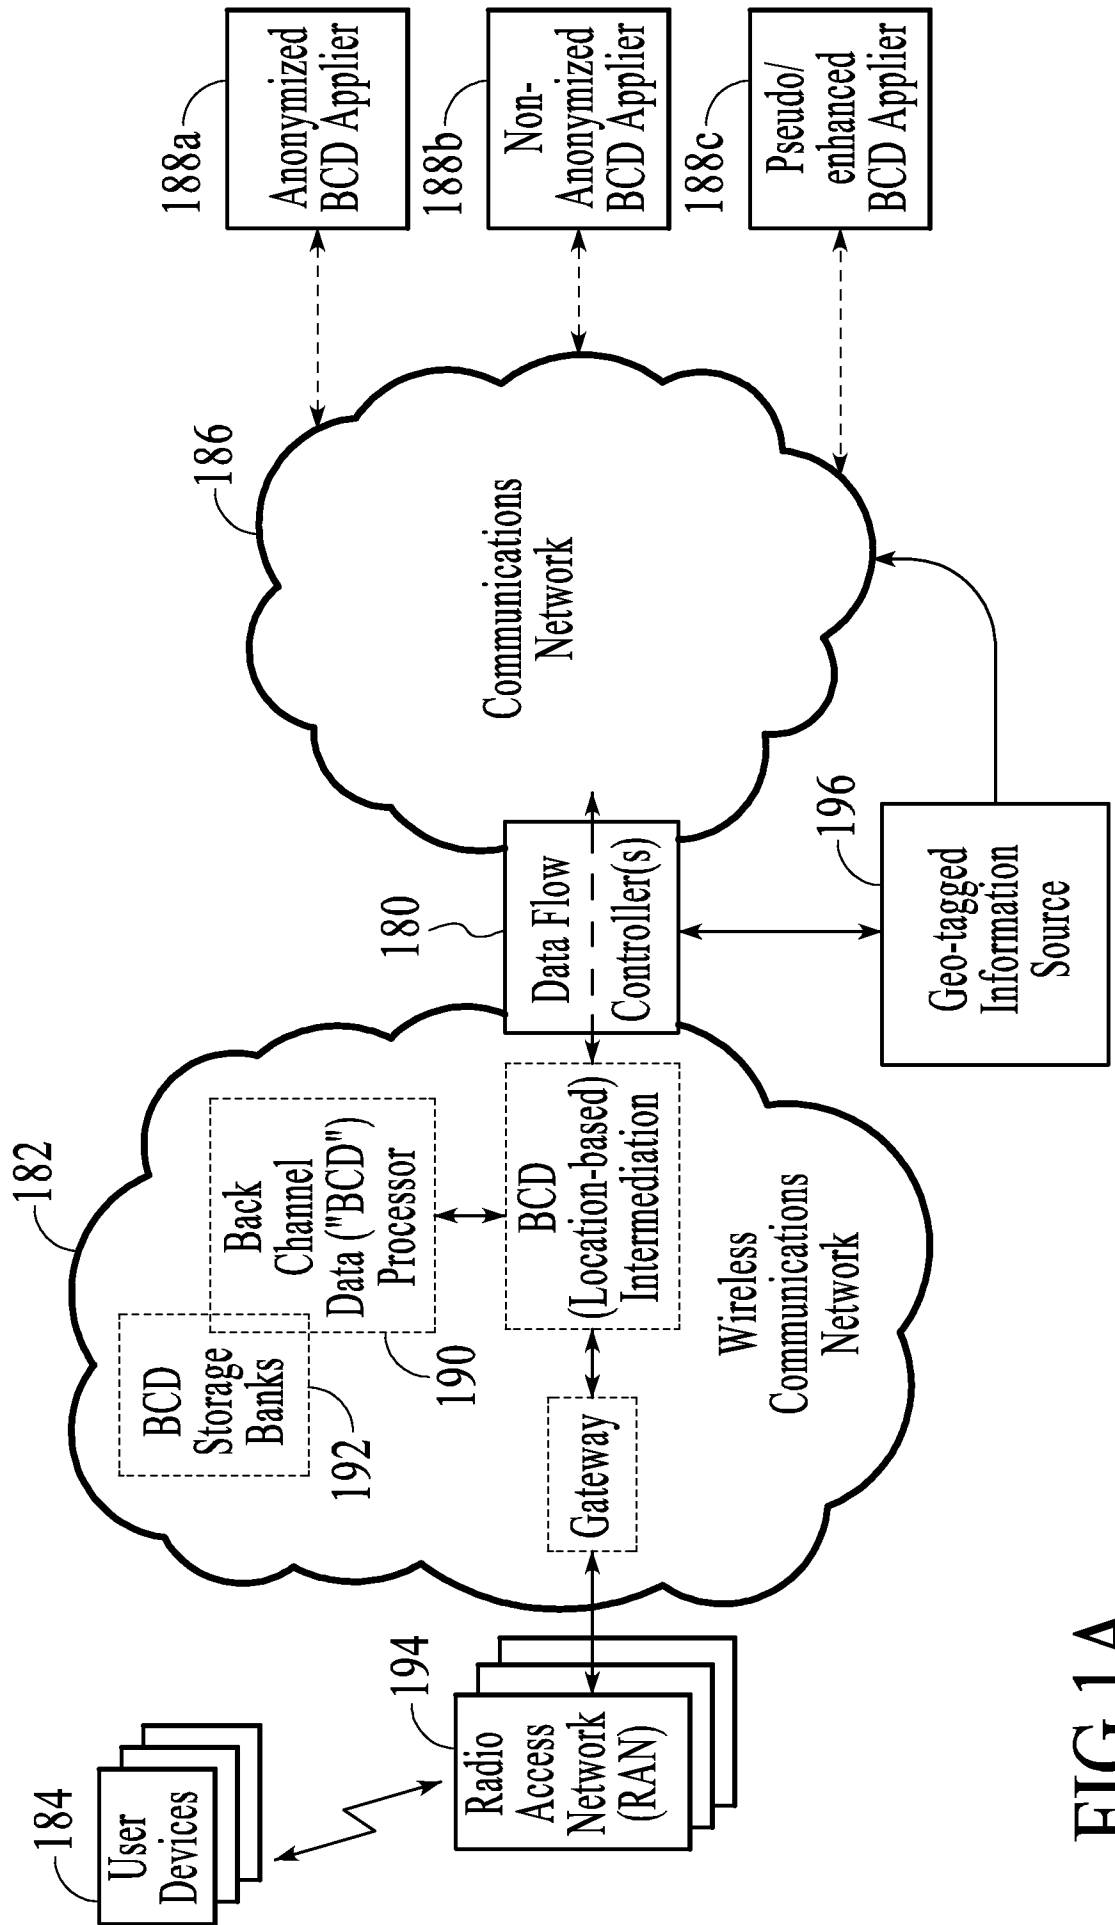 184
User
Devices
194
Radio
Access
Network
(RAN)
182
BCD
Storage
Banks
192
Back
Channel
Data ("BCD")
Processor
190
Gateway
BCD
(Location-based)
Intermediation
Wireless
Communications
Network
180
Data Flow
Controller(s)
196
Geo-tagged
Information
Source
186
Communications
Network
188a
Anonymized
BCD Applier
188b
Non-
Anonymized
BCD Applier
188c
Pseudo/
enhanced
BCD Applier
FIG 1A